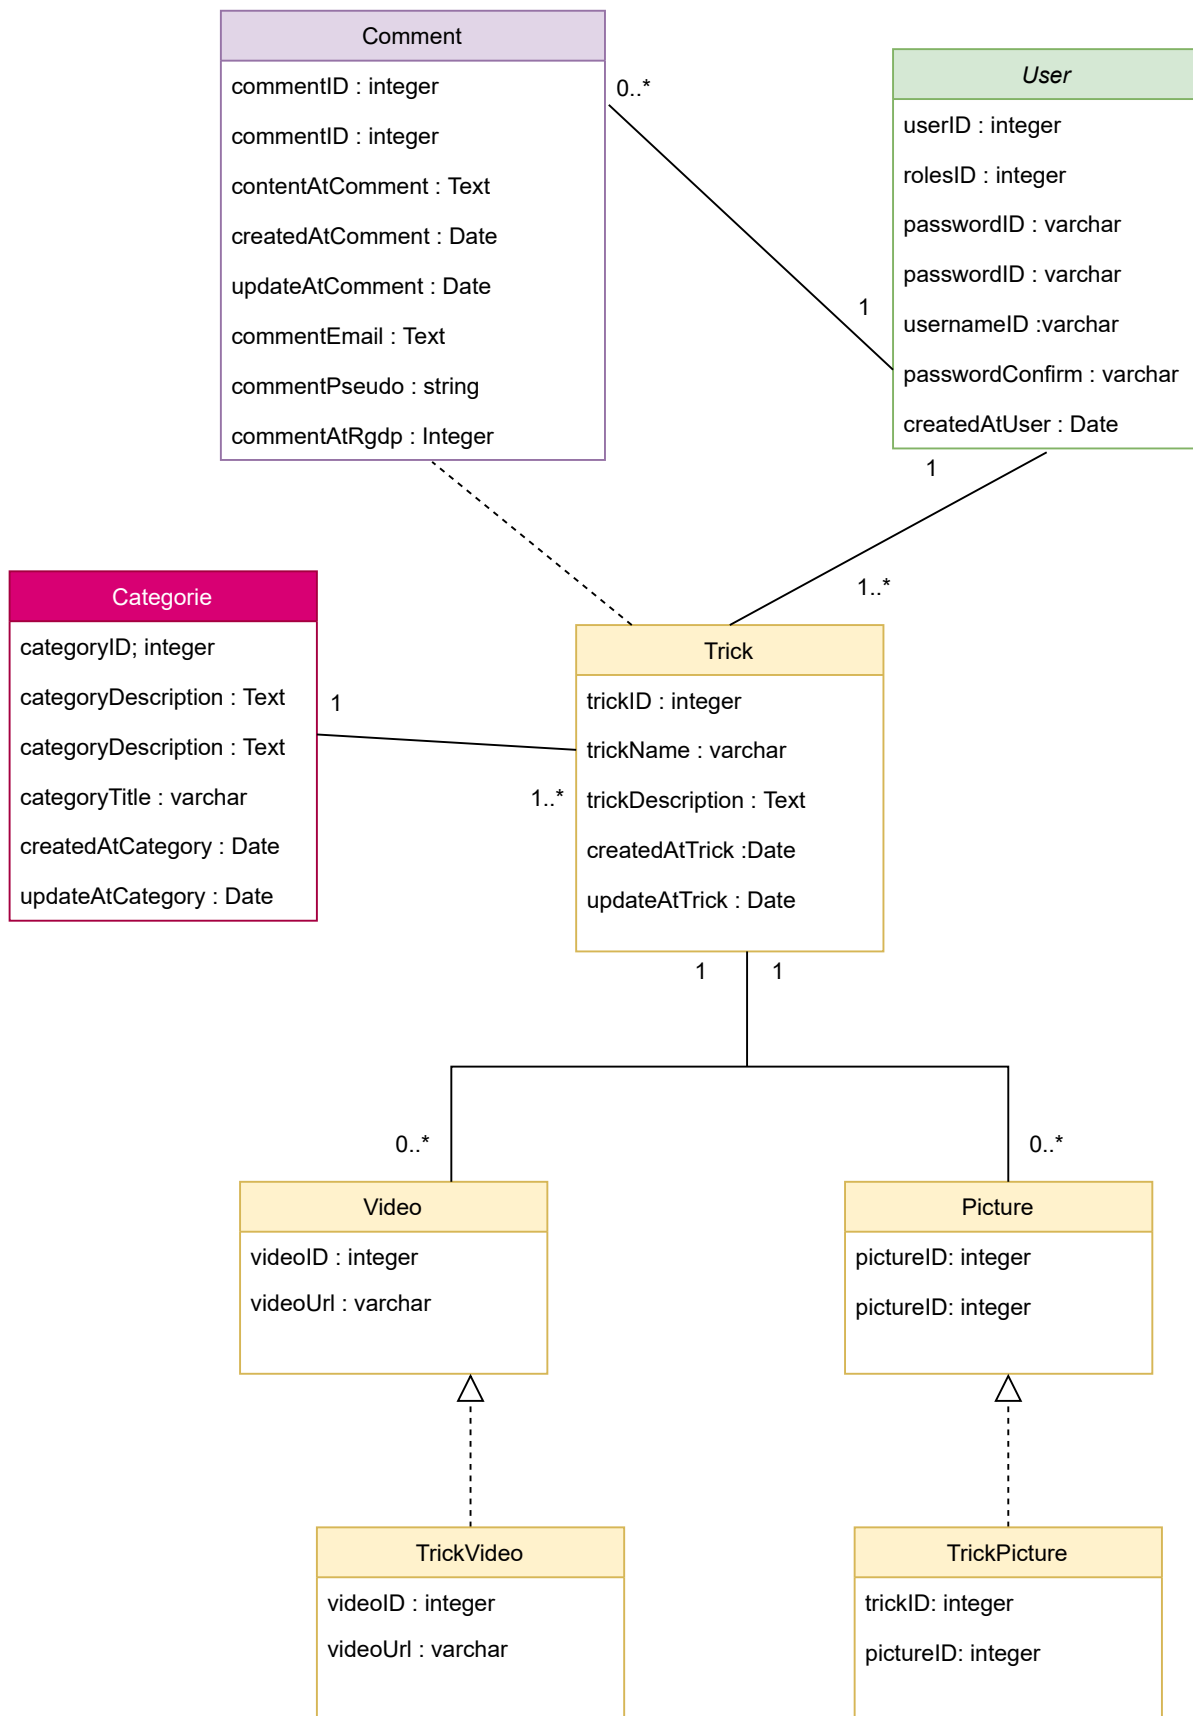 Comment
commentID : integer
commentID : integer
contentAtComment : Text
createdAtComment : Date
updateAtComment : Date
commentEmail : Text
commentPseudo : string
commentAtRgdp : Integer
0..*
1
User
userID : integer
rolesID : integer
passwordID : varchar
passwordID : varchar
usernameID :varchar
passwordConfirm : varchar
createdAtUser : Date
1
1..*
Categorie
categoryID; integer
categoryDescription : Text
categoryDescription : Text
categoryTitle : varchar
createdAtCategory : Date
updateAtCategory : Date
1
1..*
Trick
trickID : integer
trickName : varchar
trickDescription : Text
createdAtTrick :Date
updateAtTrick : Date
1
1
0..*
0..*
Video
videoID : integer
videoUrl : varchar
Picture
pictureID: integer
pictureID: integer
TrickVideo
videoID : integer
videoUrl : varchar
TrickPicture
trickID: integer
pictureID: integer